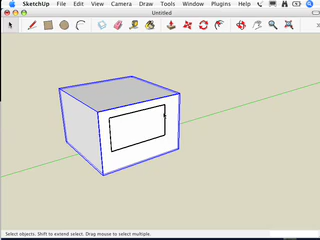 SketchUp File Edit View Camera Draw Tools Window Plugins Help
Untitled
Select objects. Shift to extend select. Drag mouse to select multiple.